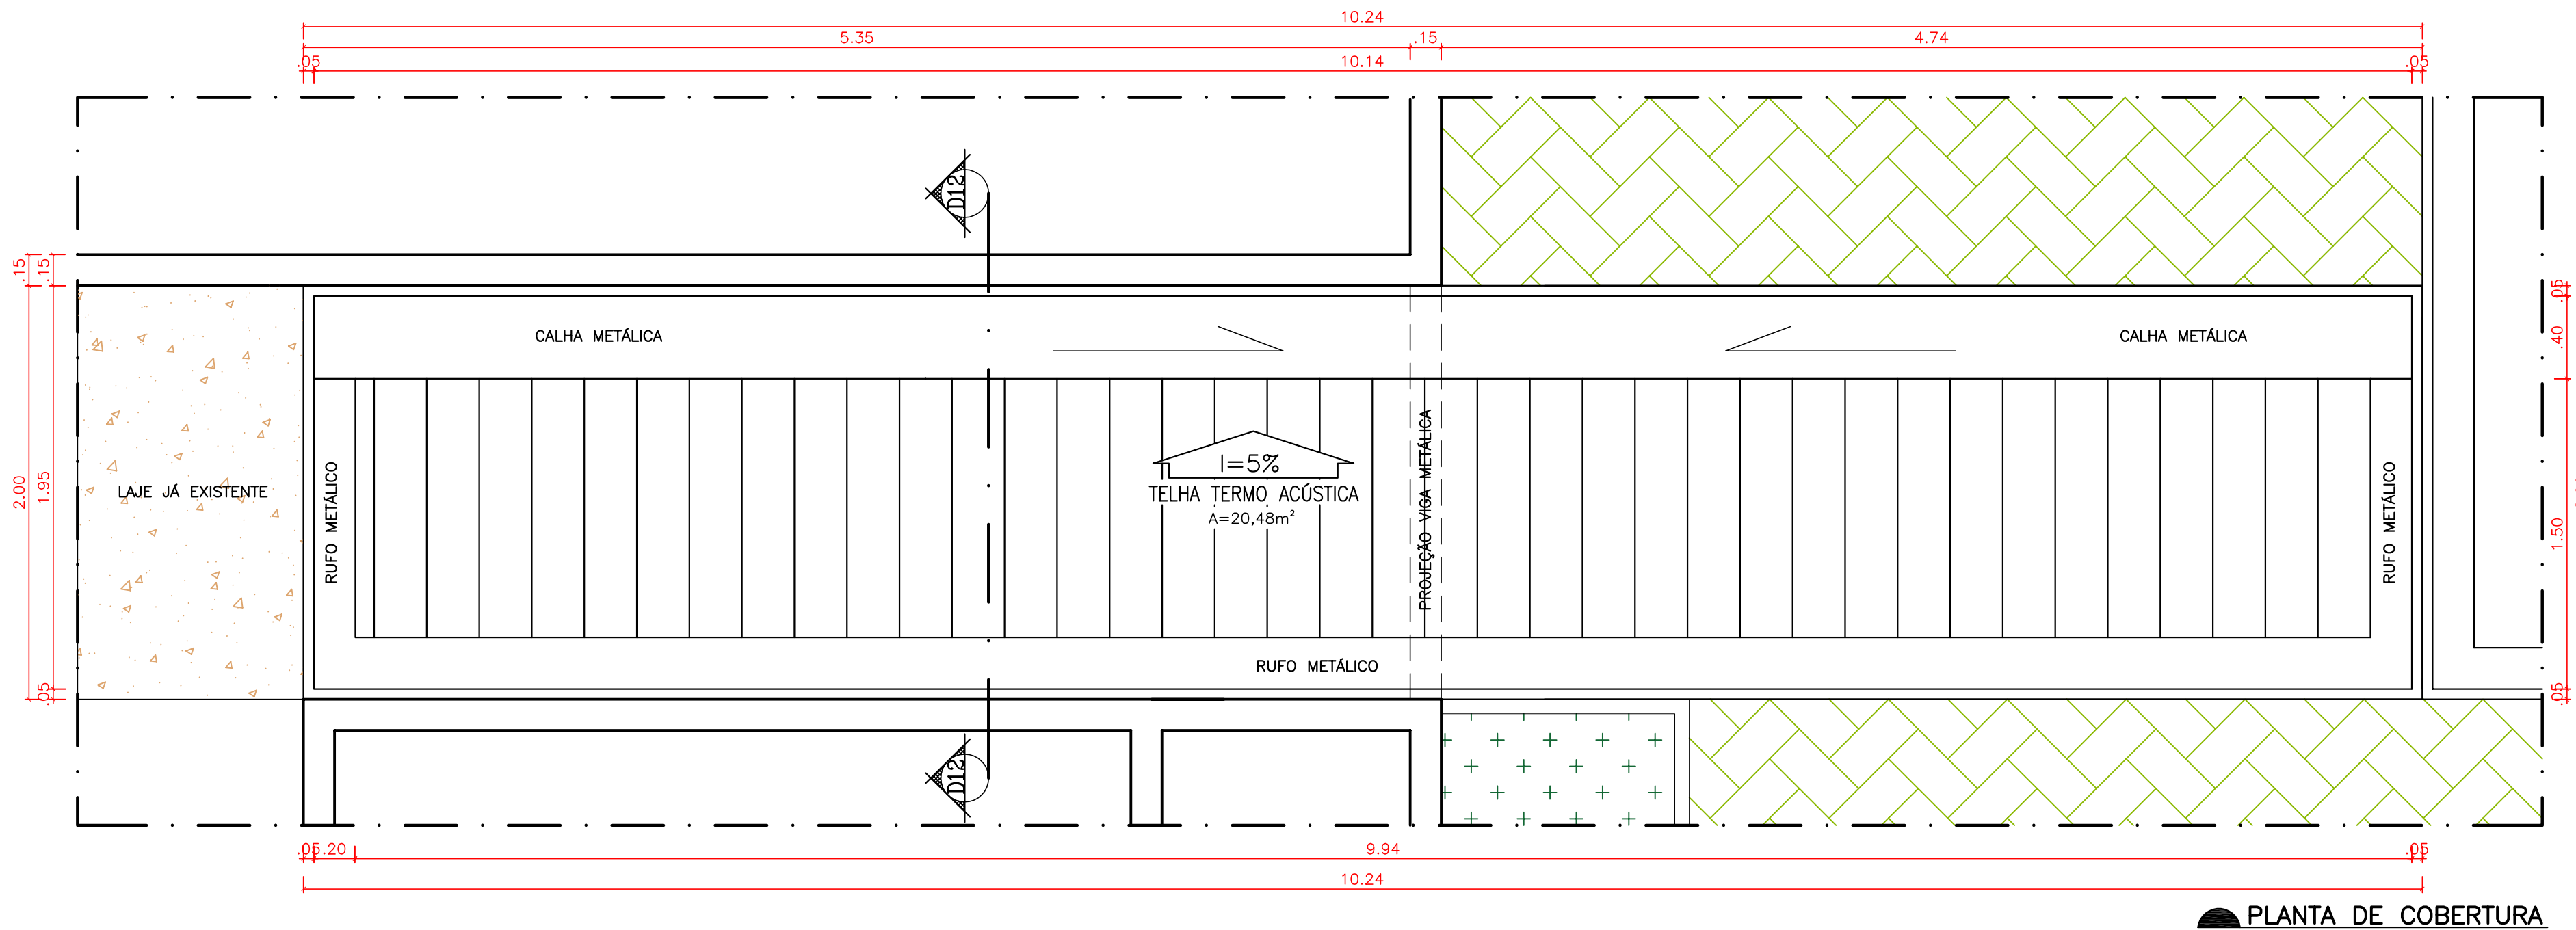 10.24
5.35
.15
4.74
.05
10.14
.05
D12
.15
.15
.05
CALHA METÁLICA
CALHA METÁLICA
.40
PROJEÇÃO VIGA METÁLICA
I=5%
TELHA TERMO ACÚSTICA
A=20,48m²
LAJE JÁ EXISTENTE
RUFO METÁLICO
RUFO METÁLICO
2.00
1.95
1.50
RUFO METÁLICO
.05
.05
D12
.05
.20
9.94
.05
10.24
PLANTA DE COBERTURA